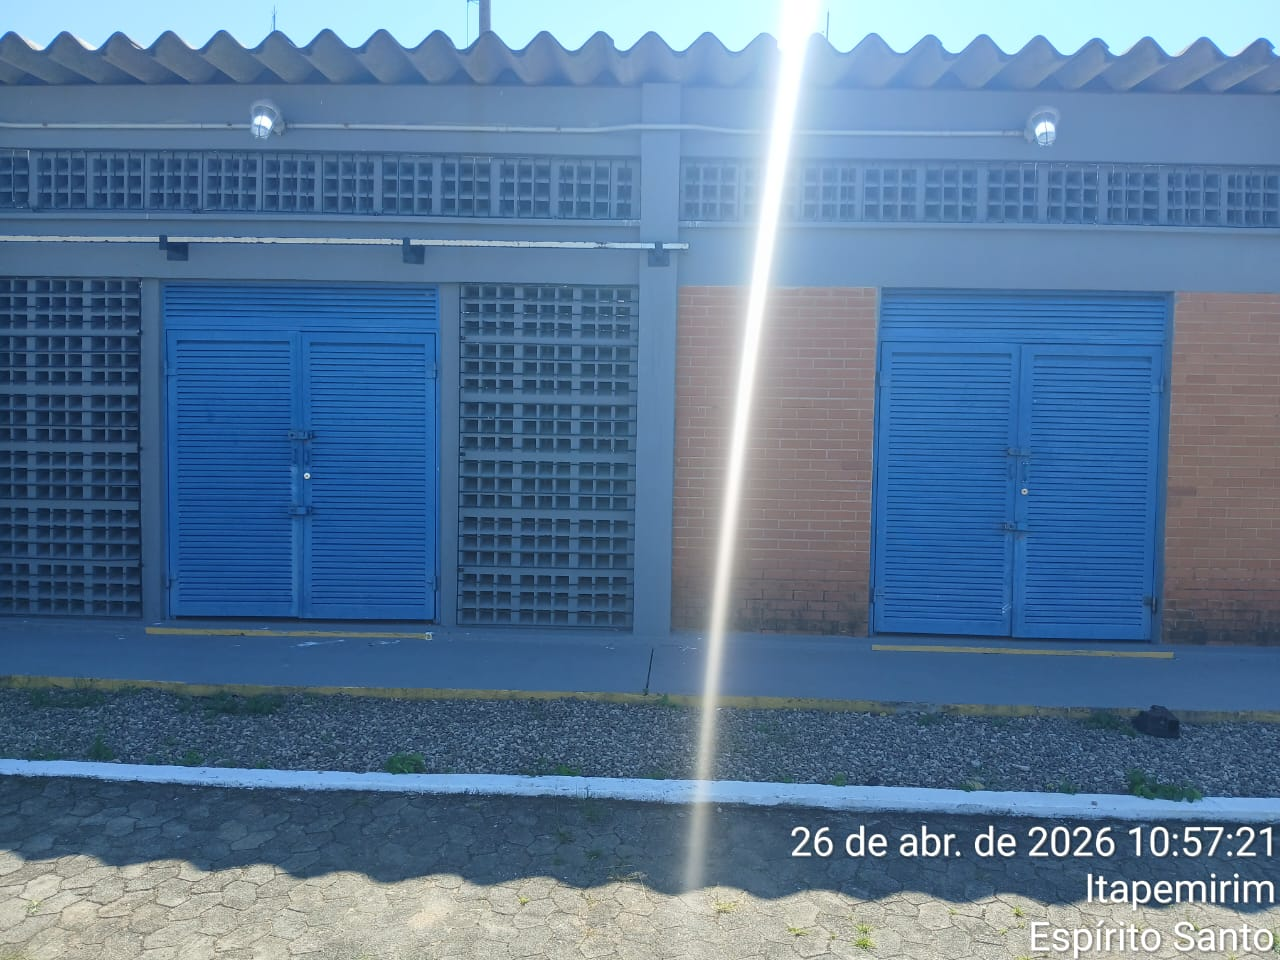 26 de abr. de 2026 10:57:21
Itapemirim
Espírito Santo